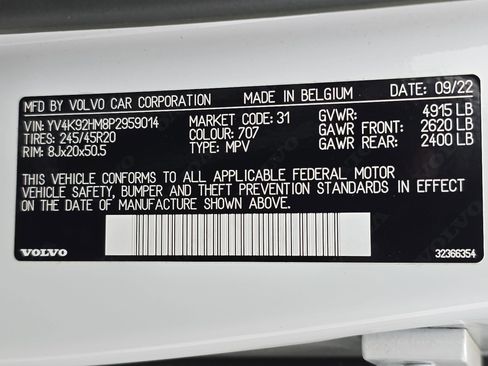 MFD BY VOLVO CAR CORPORATION MADE IN BELGIUM DATE: 09/22
VIN: YV4K92HM8P2959014 MARKET CODE: 31 GVWR: 4915 LB
TIRES: 245/45R20 COLOUR: 707 GAWR FRONT: 2620 LB
RIM: 8Jx20x50.5 TYPE: MPV GAWR REAR: 2400 LB
THIS VEHICLE CONFORMS TO ALL APPLICABLE FEDERAL MOTOR
VEHICLE SAFETY, BUMPER AND THEFT PREVENTION STANDARDS IN EFFECT
ON THE DATE OF MANUFACTURE SHOWN ABOVE.
VOLVO 32366354